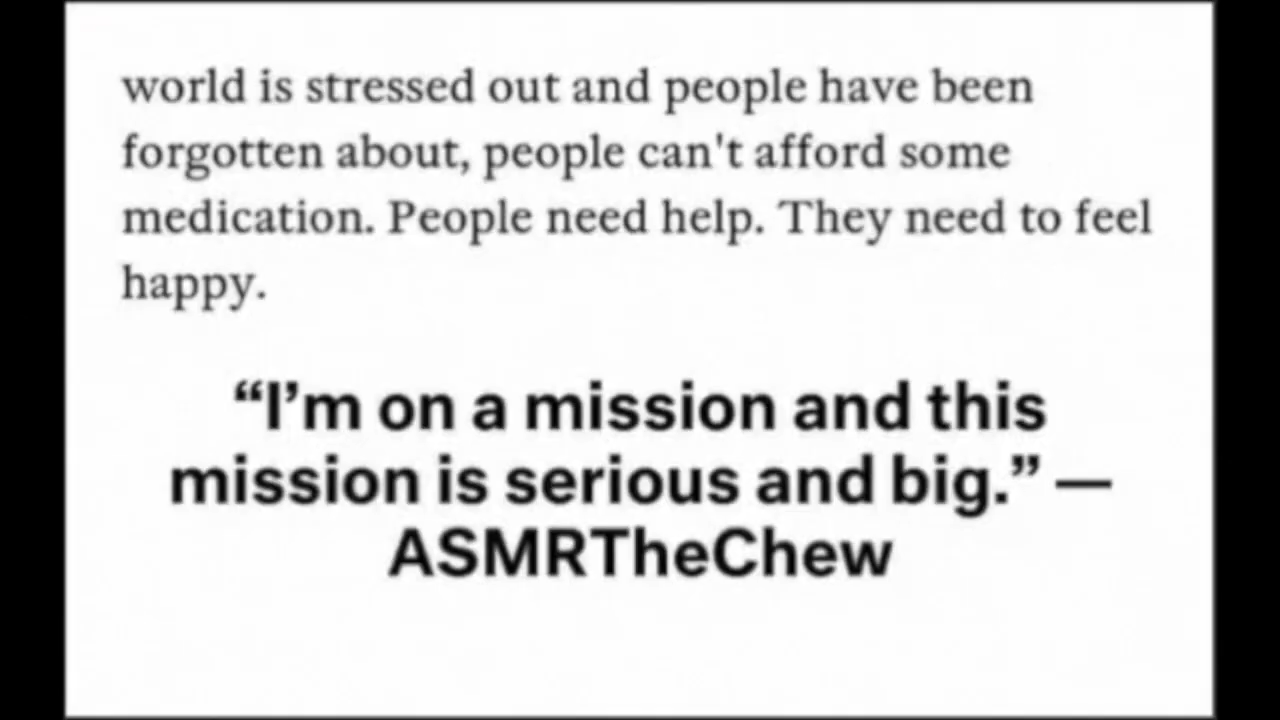 world is stressed out and people have been
forgotten about, people can't afford some
medication. People need help. They need to feel
happy.
“I’m on a mission and this
mission is serious and big.” —
ASMRTheChew